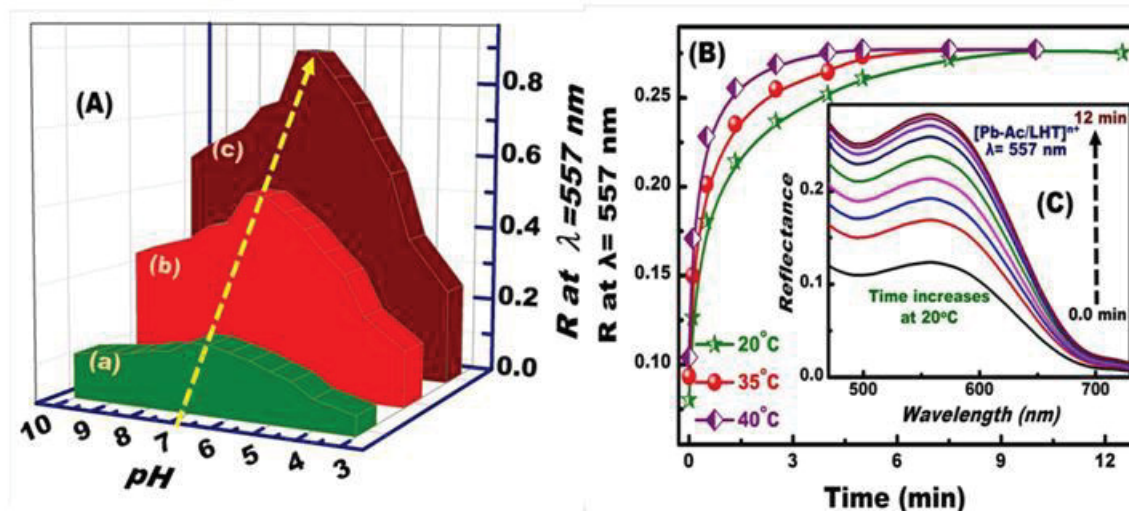 (A)
(c)
(b)
(a)
0.8
0.6
0.4
0.2
0.0
R at λ=557 nm
10 9 8 7 6 5 4 3
pH
(B)
0.25
0.20
0.15
0.10
R at λ= 557 nm
20°C
35°C
40°C
0 3 6 9 12
Time (min)
[Pb-Ac/LHT]ⁿ⁺
λ= 557 nm
12 min
(C)
0.0 min
Time increases
at 20°C
0.2
0.1
0.0
Reflectance
500 600 700
Wavelength (nm)